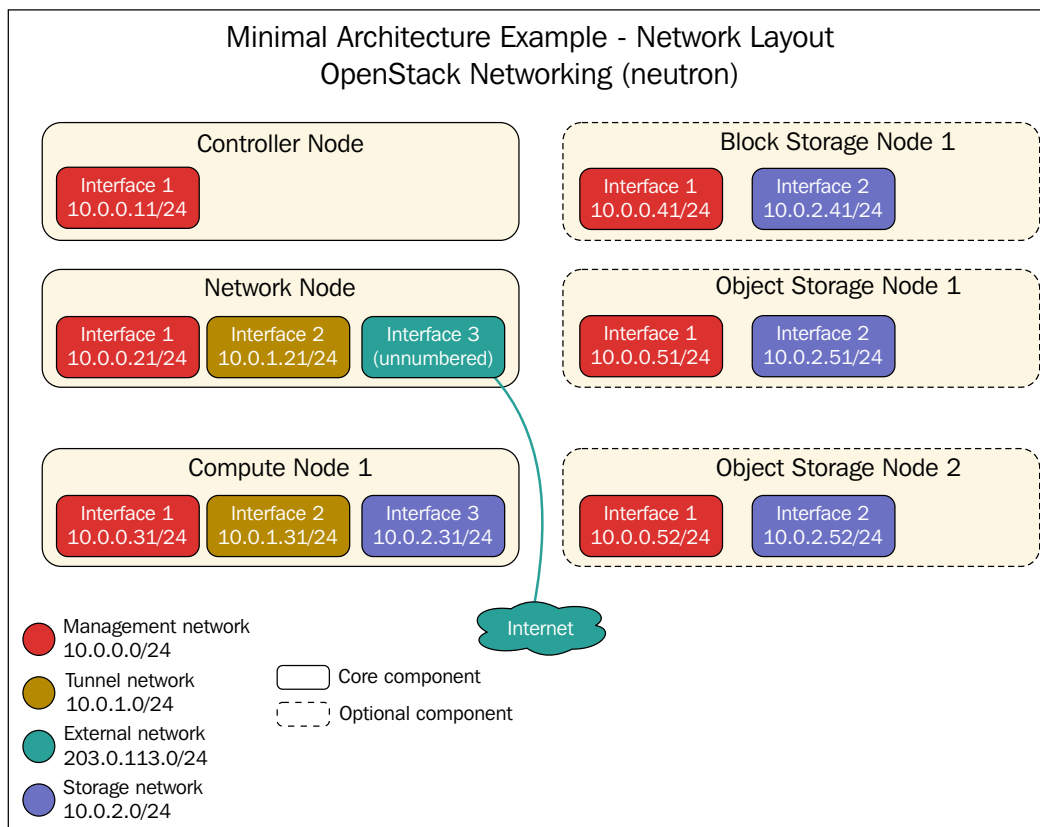 Minimal Architecture Example - Network Layout
OpenStack Networking (neutron)
Controller Node
Interface 1
10.0.0.11/24
Block Storage Node 1
Interface 1
10.0.0.41/24
Interface 2
10.0.2.41/24
Network Node
Interface 1
10.0.0.21/24
Interface 2
10.0.1.21/24
Interface 3
(unnumbered)
Object Storage Node 1
Interface 1
10.0.0.51/24
Interface 2
10.0.2.51/24
Compute Node 1
Interface 1
10.0.0.31/24
Interface 2
10.0.1.31/24
Interface 3
10.0.2.31/24
Object Storage Node 2
Interface 1
10.0.0.52/24
Interface 2
10.0.2.52/24
Internet
Management network
10.0.0.0/24
Tunnel network
10.0.1.0/24
External network
203.0.113.0/24
Storage network
10.0.2.0/24
Core component
Optional component